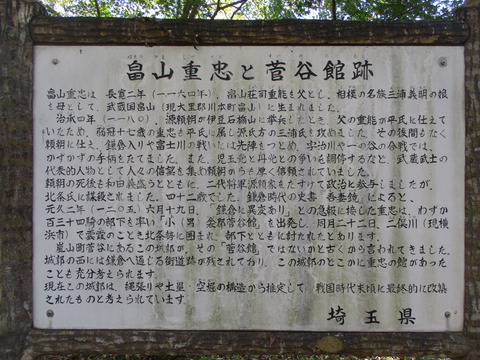 畠山重忠と菅谷館跡
畠山重忠は、長寛二年(一一六四年)、畠山荘司重能を父とし、相模の名族三浦義明の娘
を母として、武蔵国畠山(現大里郡川本町畠山)に生まれました。
治承四年(一一八〇)、源頼朝が伊豆石橋山に挙兵したとき、父の重能が平氏に仕えて
いたため、弱冠十七歳の重忠も平氏に属し源氏方の三浦氏を攻めました。その後間もなく
頼朝に仕え、鎌倉入りや富士川の戦いには先陣をつとめ、宇治川や一の谷の合戦では、
かずかずの手柄をたてました。また、児玉党と丹党との争いを調停するなど、武蔵武士の
代表的人物として人々の信望を集め頼朝からも厚く信頼されていました。
頼朝の死後も和田義盛らとともに、二代将軍源頼家をたすけて政治に参与しましたが、
北条氏に謀殺されました。四十二歳でした。鎌倉時代の史書「吾妻鏡」によると、
元久二年(一二〇五)六月十九日、「鎌倉に異変あり」との急報に接した重忠は、わずか
百三十四騎の部下を率い「小(男)衾郡菅谷館」を出発し、同月二十二日、二俣川(現横
浜市)で雲霞のごとき北条勢に囲まれ、部下とともに討たれたとあります。
嵐山町菅谷にあるこの城郭が、その「菅谷館」ではないかと古くから言われてきました。
城郭の西には鎌倉へ通じる街道跡が残されており、この城郭のどこかに重忠の館があった
ことも充分考えられます。
現在この城郭は、縄張りや土塁・空堀の構造から推定して、戦国時代末頃に最終的に改築
されたものと考えられています。
埼玉県